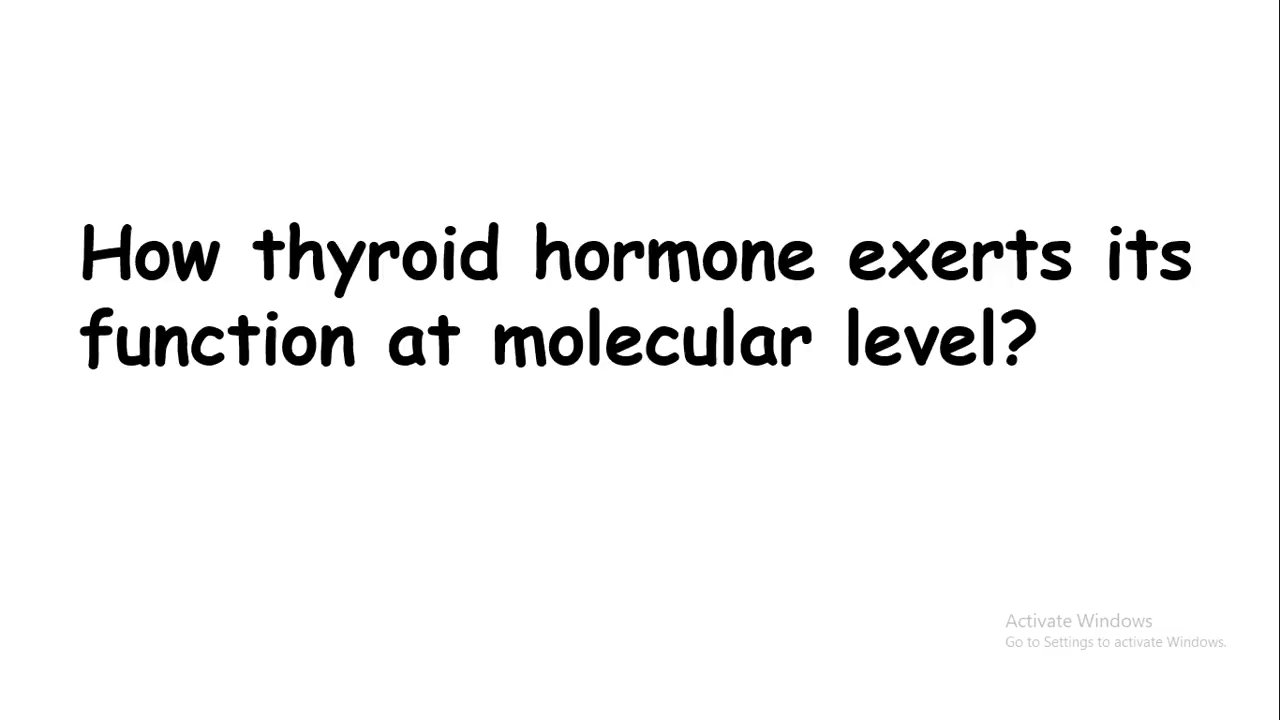 How thyroid hormone exerts its
function at molecular level?
Activate Windows
Go to Settings to activate Windows.